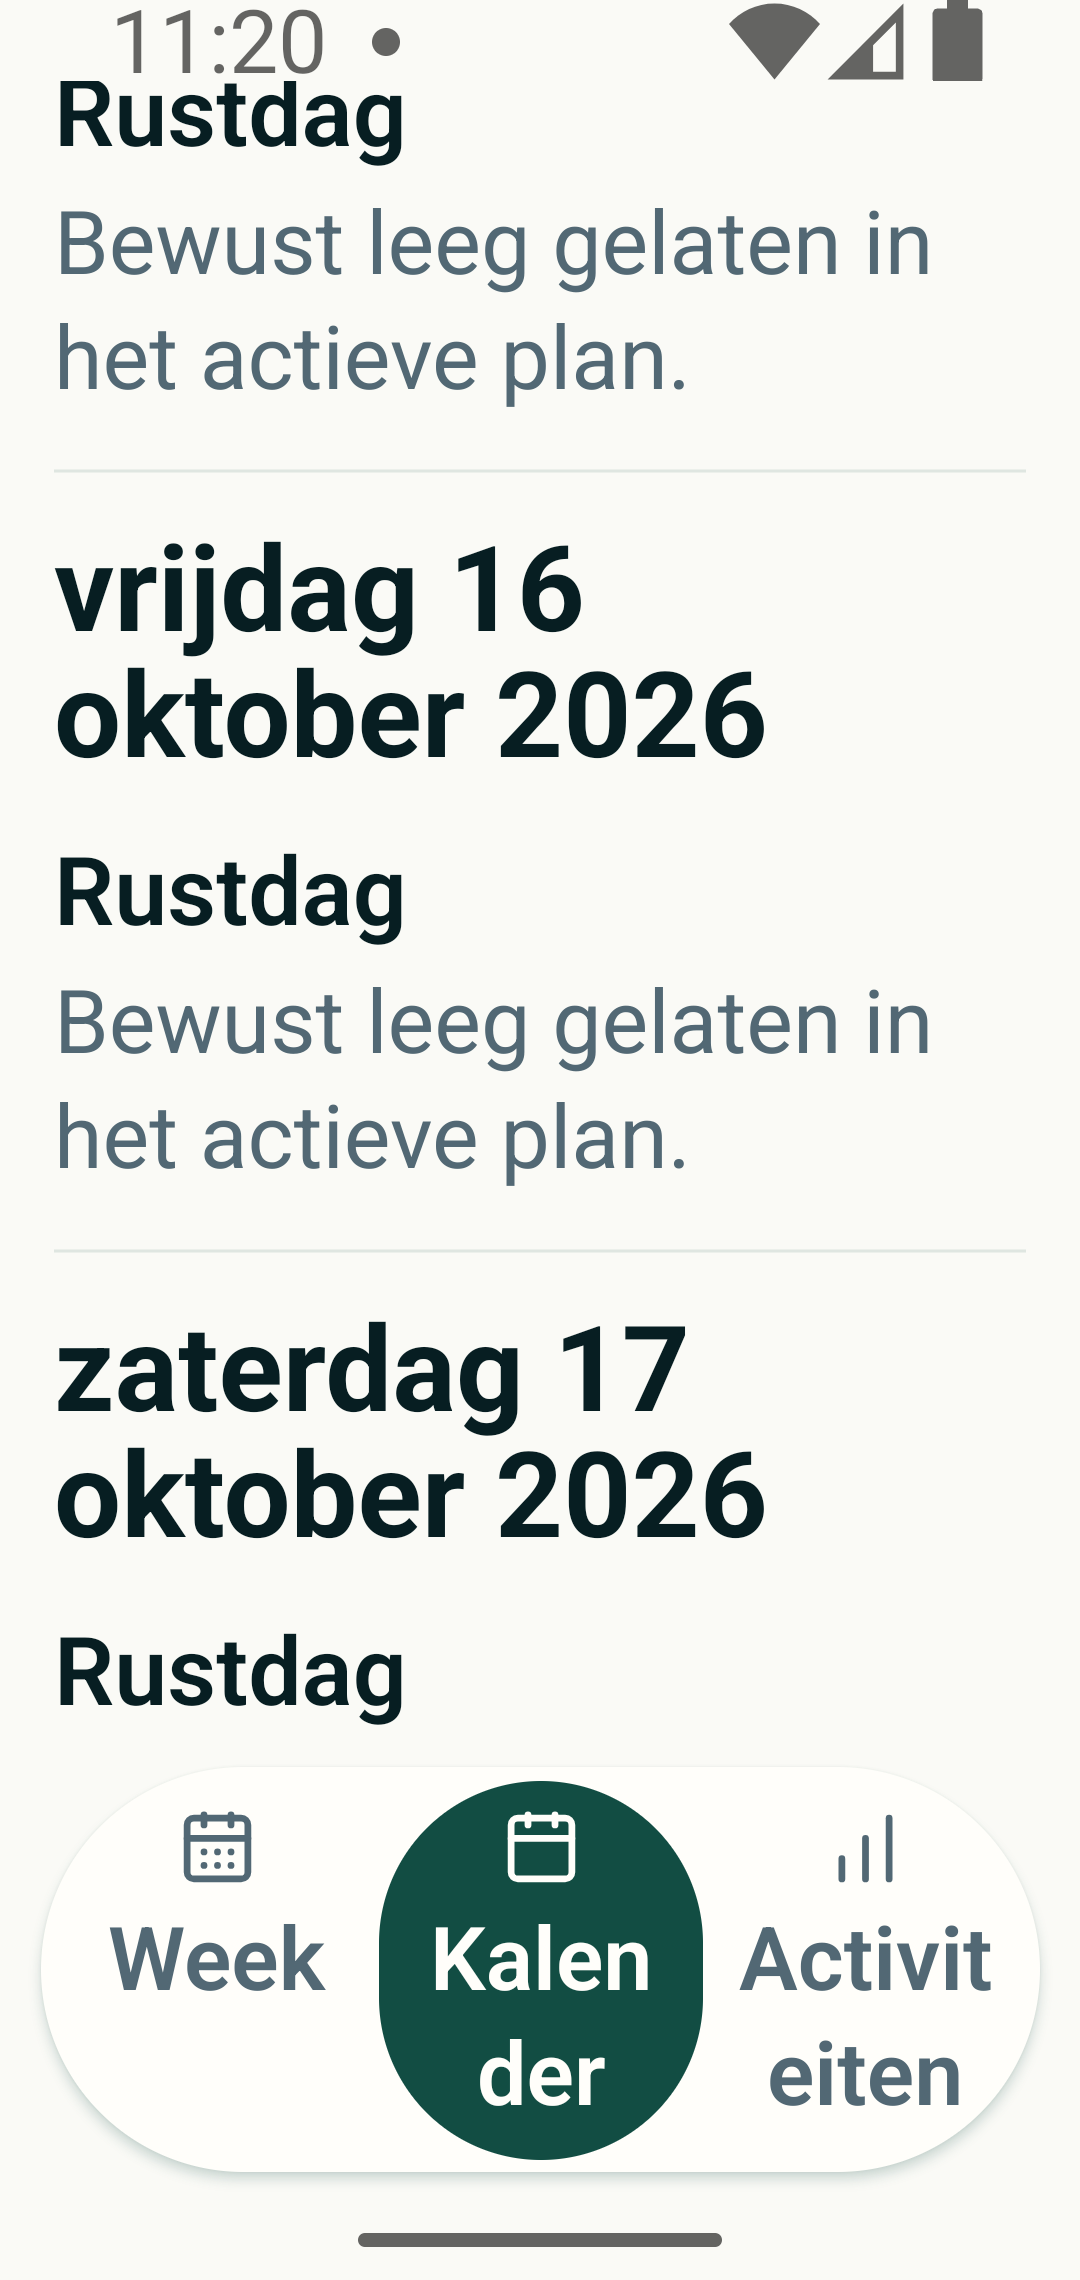 11:20
Rustdag
Bewust leeg gelaten in
het actieve plan.
vrijdag 16
oktober 2026
Rustdag
Bewust leeg gelaten in
het actieve plan.
zaterdag 17
oktober 2026
Rustdag
Week
Kalen
der
Activit
eiten